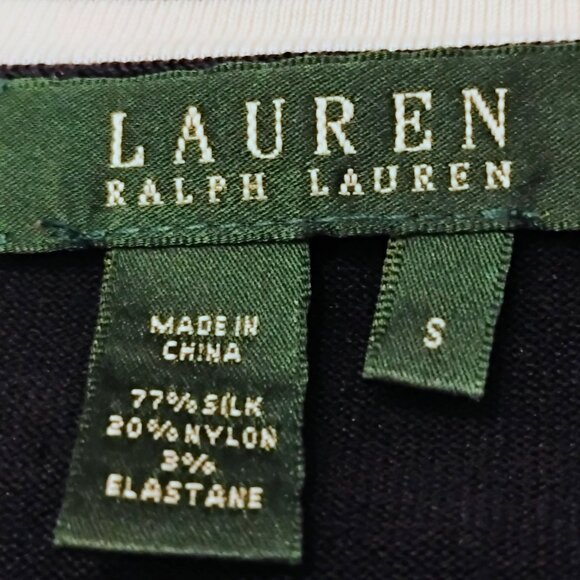 LAUREN
RALPH LAUREN
MADE IN
CHINA
77% SILK
20% NYLON
3%
ELASTANE
S